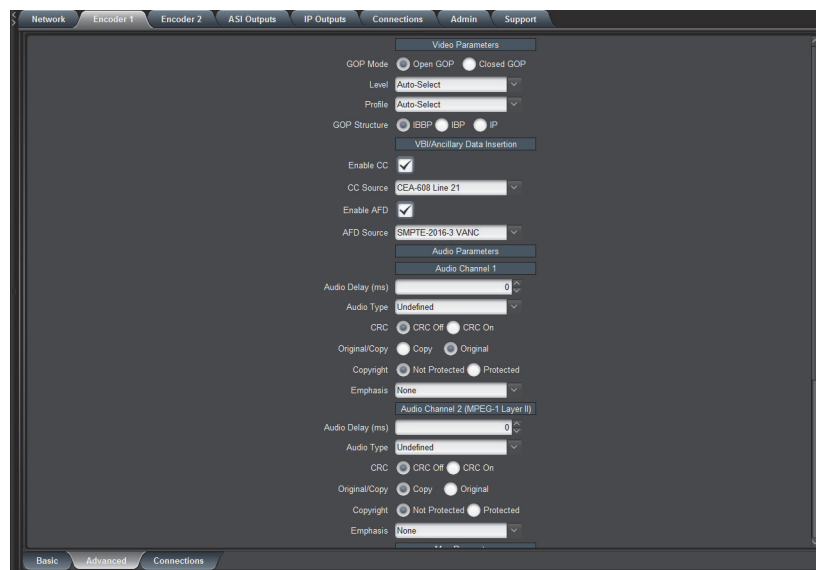 Network Encoder 1 Encoder 2 ASI Outputs IP Outputs Connections Admin Support
Video Parameters
GOP Mode Open GOP Closed GOP
Level Auto-Select
Profile Auto-Select
GOP Structure IBBP IBP IP
VBI/Ancillary Data Insertion
Enable CC
CC Source CEA-608 Line 21
Enable AFD
AFD Source SMPTE-2016-3 VANC
Audio Parameters
Audio Channel 1
Audio Delay (ms) 0
Audio Type Undefined
CRC CRC Off CRC On
Original/Copy Copy Original
Copyright Not Protected Protected
Emphasis None
Audio Channel 2 (MPEG-1 Layer II)
Audio Delay (ms) 0
Audio Type Undefined
CRC CRC Off CRC On
Original/Copy Copy Original
Copyright Not Protected Protected
Emphasis None
Basic Advanced Connections